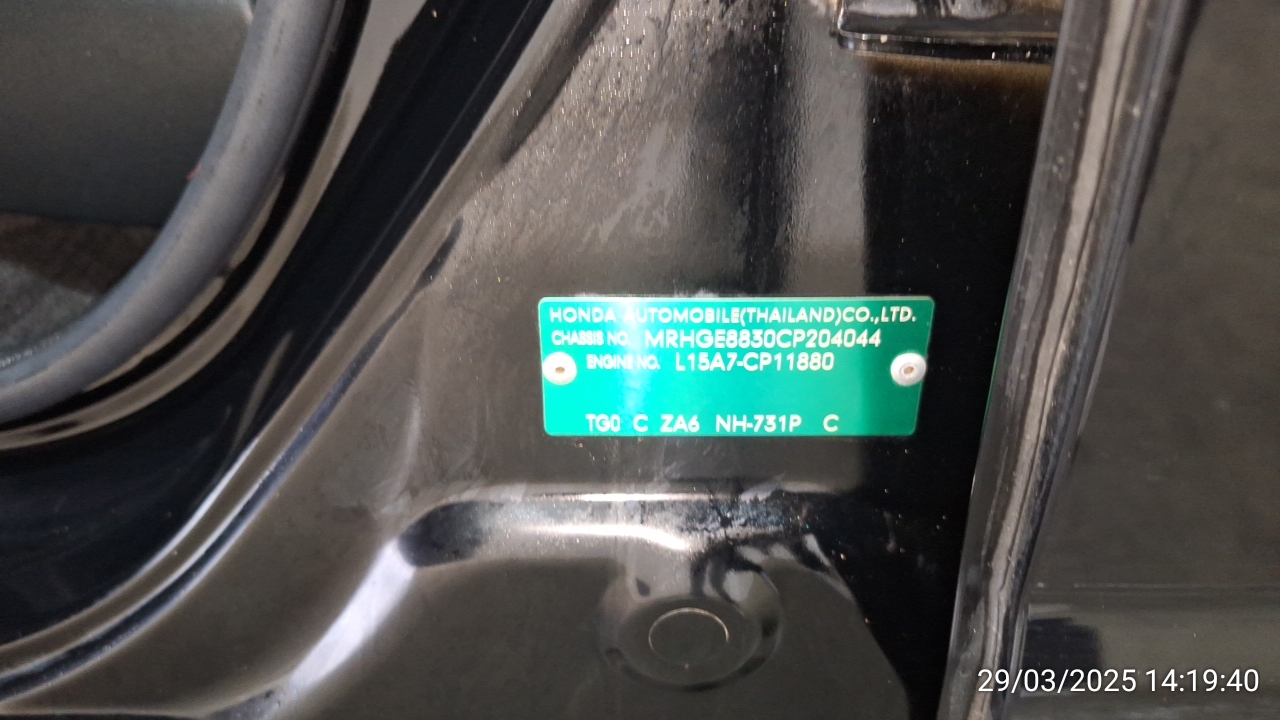 HONDA AUTOMOBILE(THAILAND)CO.,LTD.
CHASSIS NO. MRHGE8830CP204044
ENGINE NO. L15A7-CP11880
TG0 C ZA6 NH-731P C
29/03/2025 14:19:40